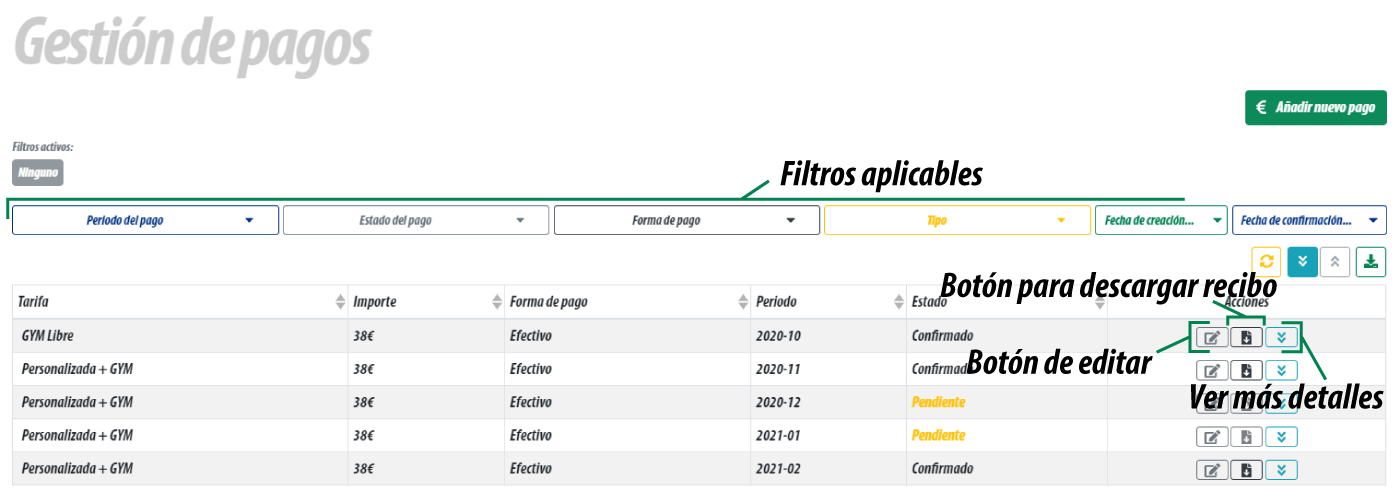 Gestión de pagos
€ Añadir nuevo pago
Filtros activos:
Ninguno
Filtros aplicables
Periodo del pago Estado del pago Forma de pago Tipo Fecha de creación... Fecha de confirmación...
Botón para descargar recibo
Tarifa Importe Forma de pago Periodo Estado Acciones
GYM Libre 38€ Efectivo 2020-10 Confirmado
Botón de editar
Personalizada + GYM 38€ Efectivo 2020-11 Confirmado
Ver más detalles
Personalizada + GYM 38€ Efectivo 2020-12 Pendiente
Personalizada + GYM 38€ Efectivo 2021-01 Pendiente
Personalizada + GYM 38€ Efectivo 2021-02 Confirmado